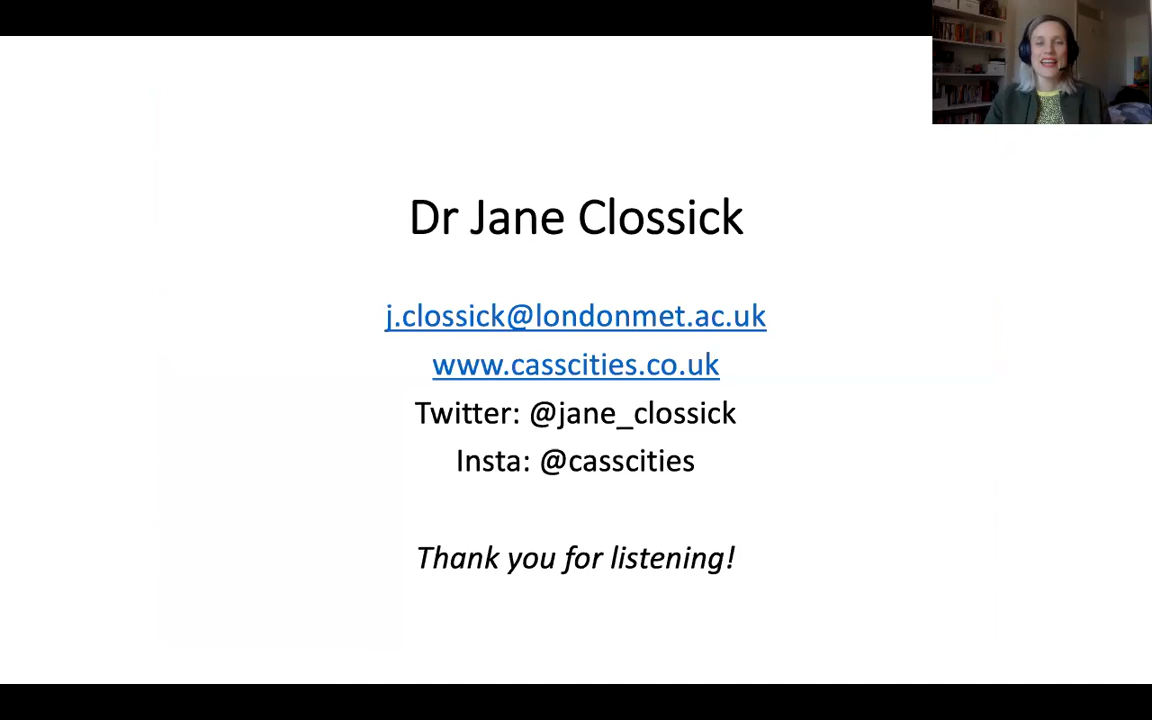 Dr Jane Clossick
j.clossick@londonmet.ac.uk
www.casscities.co.uk
Twitter: @jane_clossick
Insta: @casscities
Thank you for listening!